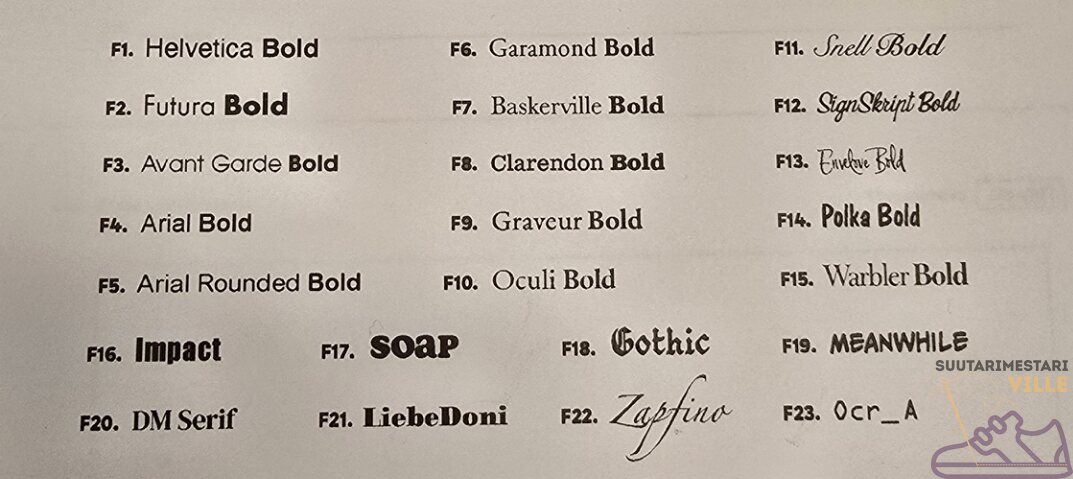 F1. Helvetica Bold
F2. Futura Bold
F3. Avant Garde Bold
F4. Arial Bold
F5. Arial Rounded Bold
F6. Garamond Bold
F7. Baskerville Bold
F8. Clarendon Bold
F9. Graveur Bold
F10. Oculi Bold
F11. Snell Bold
F12. SignSkript Bold
F13. Envelove Bold
F14. Polka Bold
F15. Warbler Bold
F16. Impact
F17. SOAP
F18. Gothic
F19. MEANWHILE
F20. DM Serif
F21. LiebeDoni
F22. Zapfino
F23. Ocr_A
SUUTARIMESTARI
VILLE